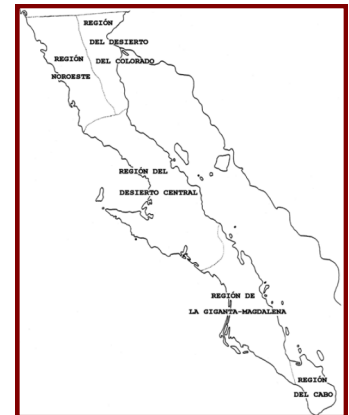 REGIÓN
DEL DESIERTO
DEL COLORADO
REGIÓN
NOROESTE
REGIÓN DEL
DESIERTO CENTRAL
REGIÓN DE
LA GIGANTA-MAGDALENA
REGIÓN
DEL CABO